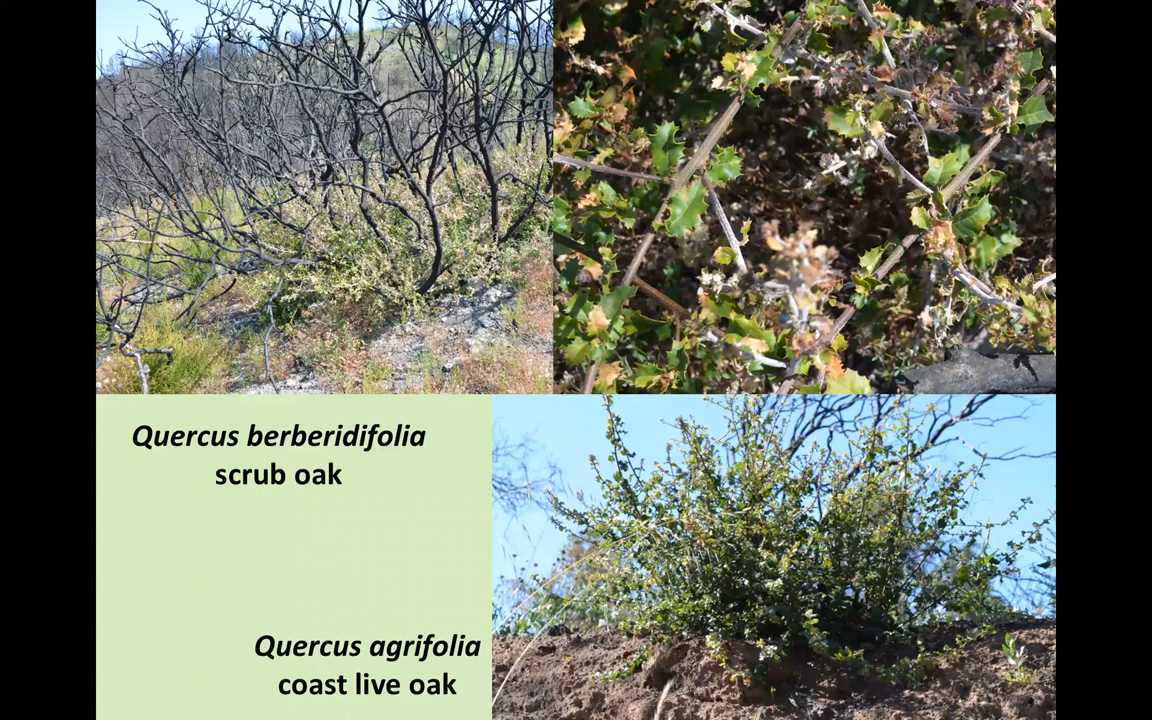 Quercus berberidifolia
scrub oak
Quercus agrifolia
coast live oak